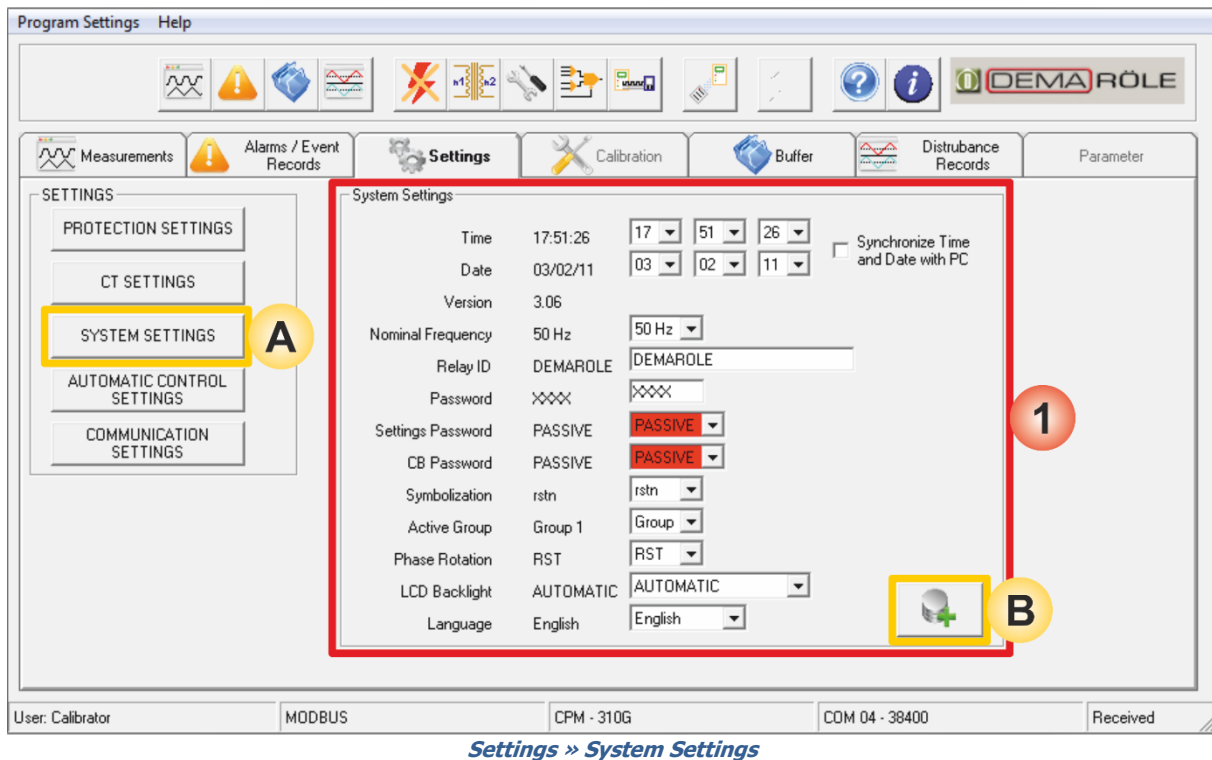 Program Settings Help
n1 n2
DEMA RÖLE
Measurements
Alarms / Event
Records
Settings
Calibration
Buffer
Distrubance
Records
Parameter
SETTINGS
PROTECTION SETTINGS
CT SETTINGS
SYSTEM SETTINGS
A
AUTOMATIC CONTROL
SETTINGS
COMMUNICATION
SETTINGS
System Settings
Time 17:51:26 17 51 26
Date 03/02/11 03 02 11
Synchronize Time
and Date with PC
Version 3.06
Nominal Frequency 50 Hz 50 Hz
Relay ID DEMAROLE DEMAROLE
Password XXXX XXXX
Settings Password PASSIVE PASSIVE
CB Password PASSIVE PASSIVE
Symbolization rstn rstn
Active Group Group 1 Group
Phase Rotation RST RST
LCD Backlight AUTOMATIC AUTOMATIC
Language English English
1
B
User: Calibrator MODBUS CPM - 310G COM 04 - 38400 Received
Settings » System Settings